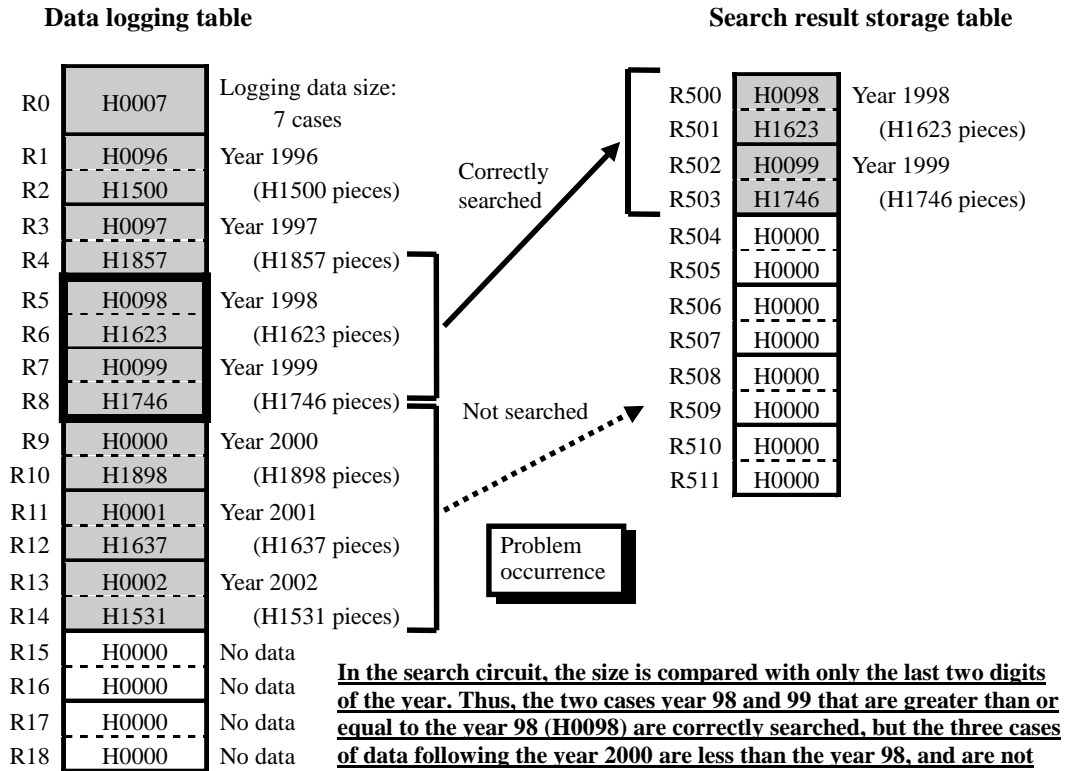 Data logging table
Search result storage table
R0 H0007 Logging data size:
7 cases
R1 H0096 Year 1996
R2 H1500 (H1500 pieces)
R3 H0097 Year 1997
R4 H1857 (H1857 pieces)
R5 H0098 Year 1998
R6 H1623 (H1623 pieces)
R7 H0099 Year 1999
R8 H1746 (H1746 pieces)
R9 H0000 Year 2000
R10 H1898 (H1898 pieces)
R11 H0001 Year 2001
R12 H1637 (H1637 pieces)
R13 H0002 Year 2002
R14 H1531 (H1531 pieces)
R15 H0000 No data
R16 H0000 No data
R17 H0000 No data
R18 H0000 No data
Correctly
searched
Not searched
Problem
occurrence
R500 H0098 Year 1998
R501 H1623 (H1623 pieces)
R502 H0099 Year 1999
R503 H1746 (H1746 pieces)
R504 H0000
R505 H0000
R506 H0000
R507 H0000
R508 H0000
R509 H0000
R510 H0000
R511 H0000
In the search circuit, the size is compared with only the last two digits
of the year. Thus, the two cases year 98 and 99 that are greater than or
equal to the year 98 (H0098) are correctly searched, but the three cases
of data following the year 2000 are less than the year 98, and are not